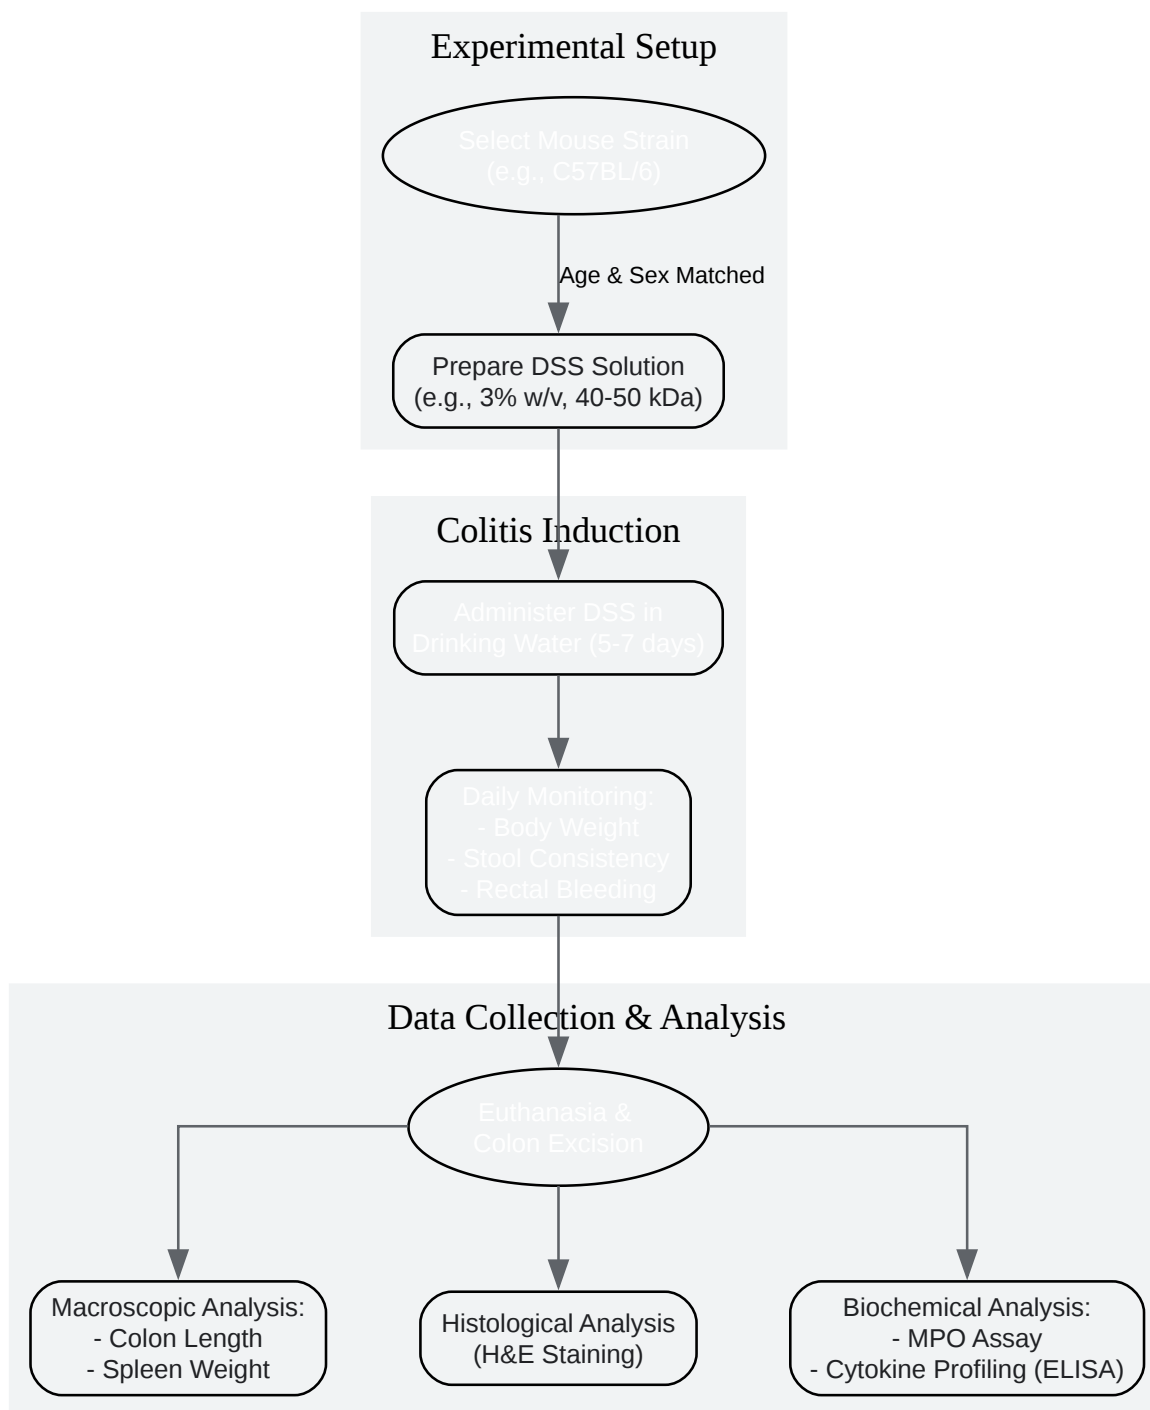 Experimental Setup
Select Mouse Strain
(e.g., C57BL/6)
Age & Sex Matched
Prepare DSS Solution
(e.g., 3% w/v, 40-50 kDa)
Colitis Induction
Administer DSS in
Drinking Water (5-7 days)
Daily Monitoring:
- Body Weight
- Stool Consistency
- Rectal Bleeding
Data Collection & Analysis
Euthanasia &
Colon Excision
Macroscopic Analysis:
- Colon Length
- Spleen Weight
Histological Analysis
(H&E Staining)
Biochemical Analysis:
- MPO Assay
- Cytokine Profiling (ELISA)